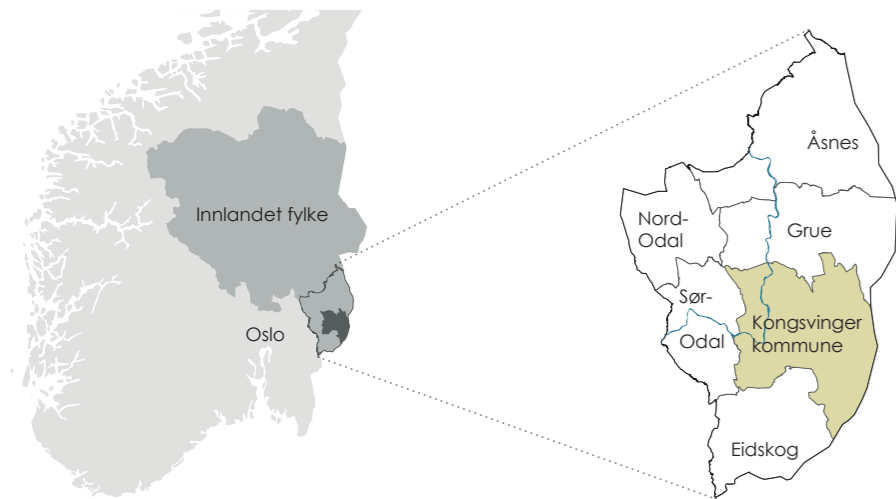 Innlandet fylke
Oslo
Åsnes
Nord-
Odal
Grue
Sør-
Odal
Kongsvinger
kommune
Eidskog